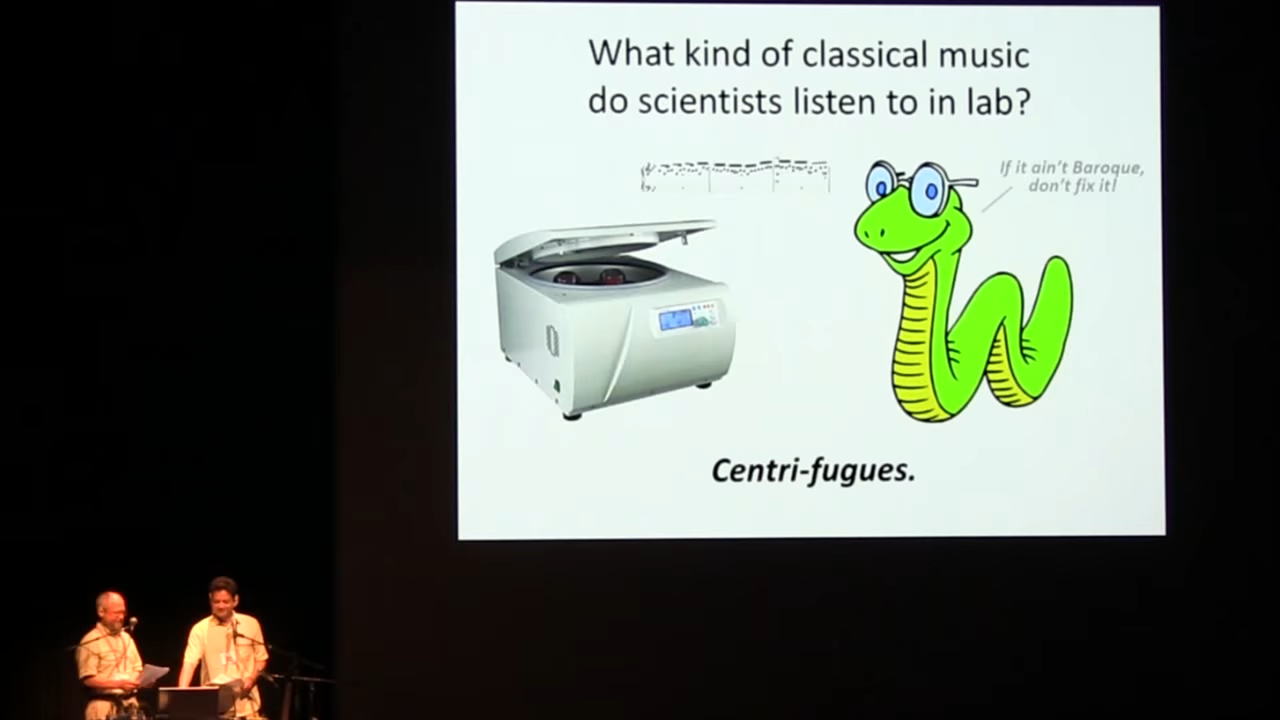 What kind of classical music
do scientists listen to in lab?
If it ain't Baroque,
don't fix it!
Centri-fugues.